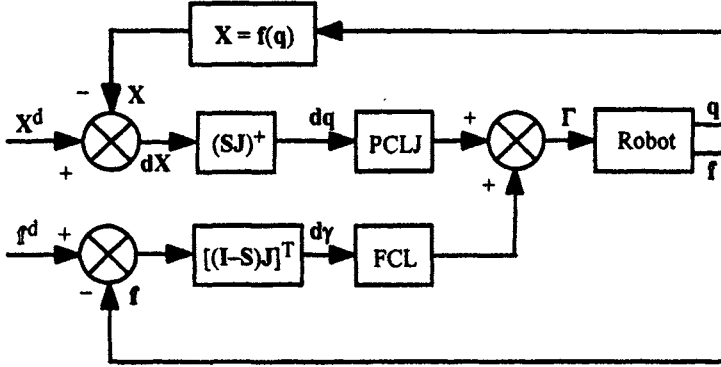 X = f(q)
− X
X^d + dX (SJ)^+ dq PCLJ + Γ Robot q
f
+
f^d + [(I–S)J]^T dγ FCL
− f